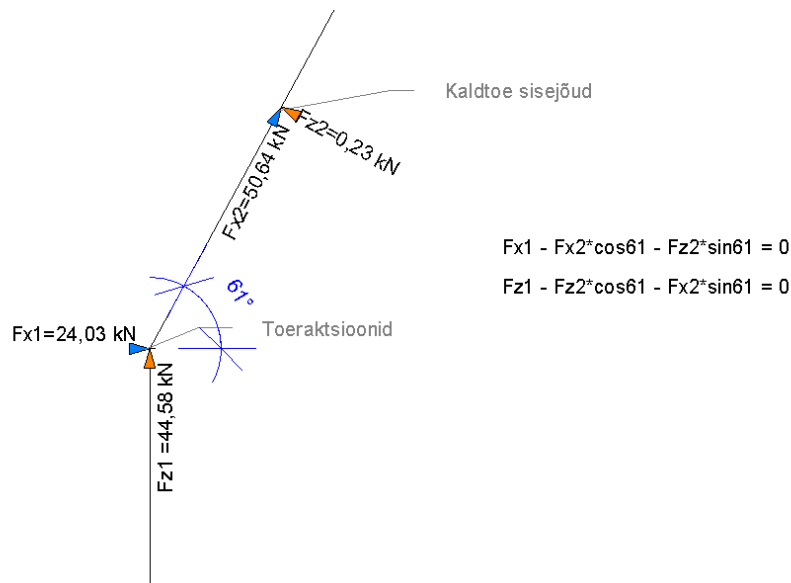 Kaldtoe sisejõud
Fz2=0,23 kN
Fx2=50,64 kN
Fx1 - Fx2*cos61 - Fz2*sin61 = 0
Fz1 - Fz2*cos61 - Fx2*sin61 = 0
61°
Toeraktsioonid
Fx1=24,03 kN
Fz1 =44,58 kN